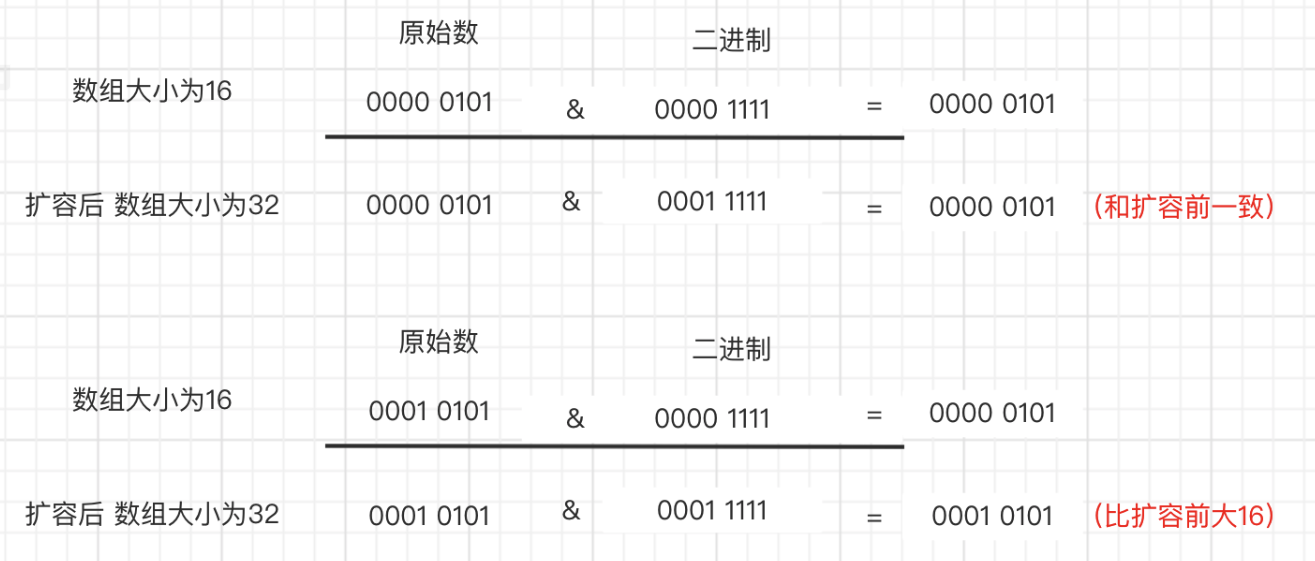 原始数 二进制
数组大小为16 0000 0101 & 0000 1111 = 0000 0101
扩容后 数组大小为32 0000 0101 & 0001 1111 = 0000 0101 （和扩容前一致）
原始数 二进制
数组大小为16 0001 0101 & 0000 1111 = 0000 0101
扩容后 数组大小为32 0001 0101 & 0001 1111 = 0001 0101 （比扩容前大16）